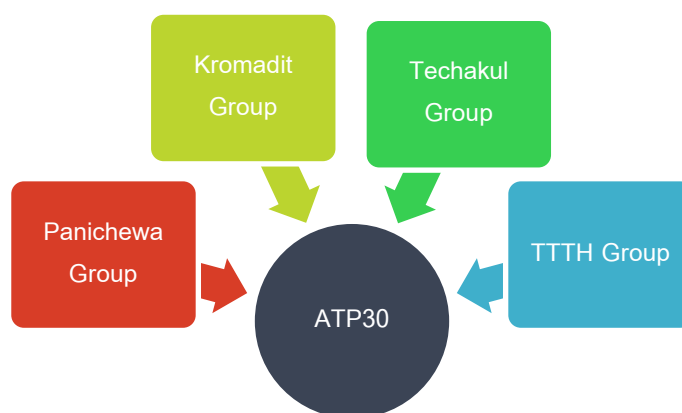 Kromadit
Group
Techakul
Group
Panichewa
Group
TTTH Group
ATP30